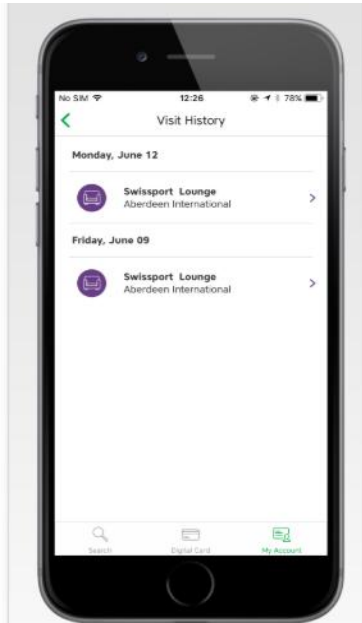 No SIM 12:26 78%
Visit History
Monday, June 12
Swissport Lounge
Aberdeen International
Friday, June 09
Swissport Lounge
Aberdeen International
Search Digital Card My Account